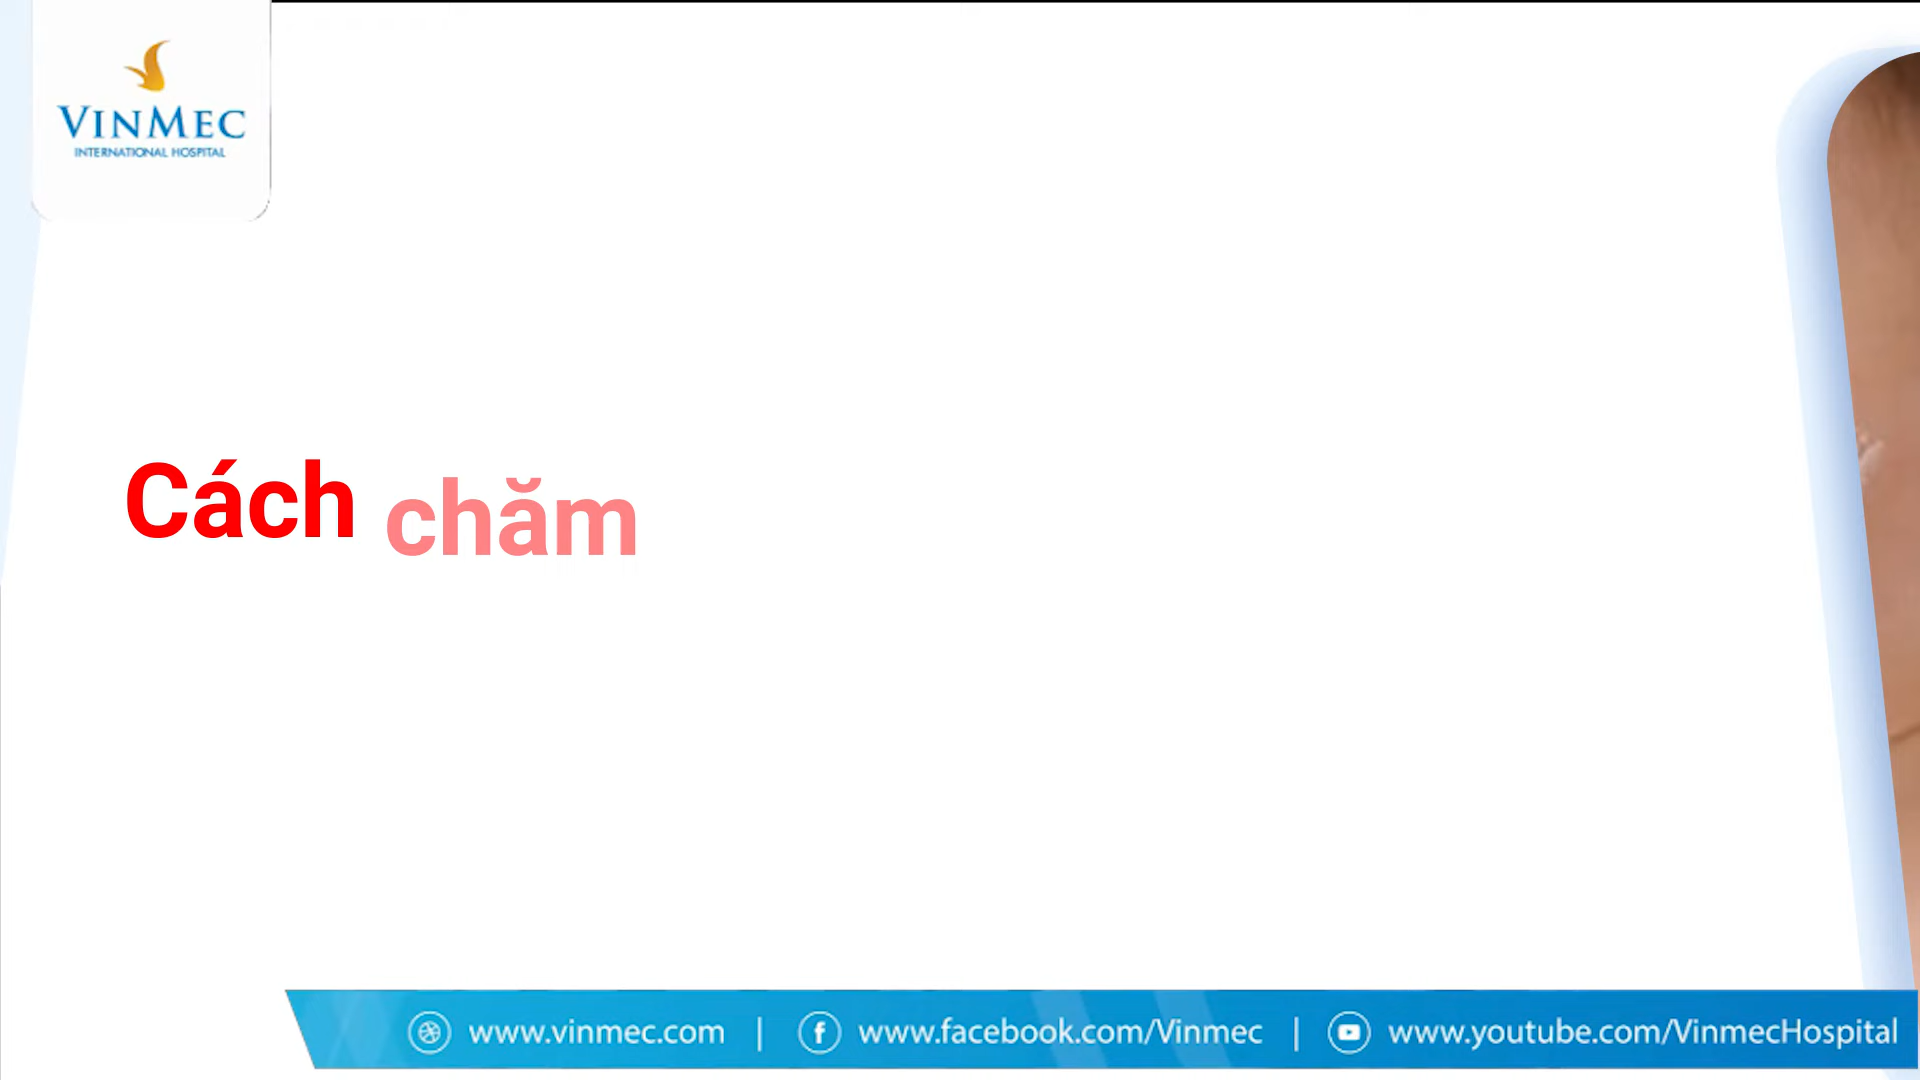 VINMEC
INTERNATIONAL HOSPITAL
Cách chăm
www.vinmec.com | www.facebook.com/Vinmec | www.youtube.com/VinmecHospital